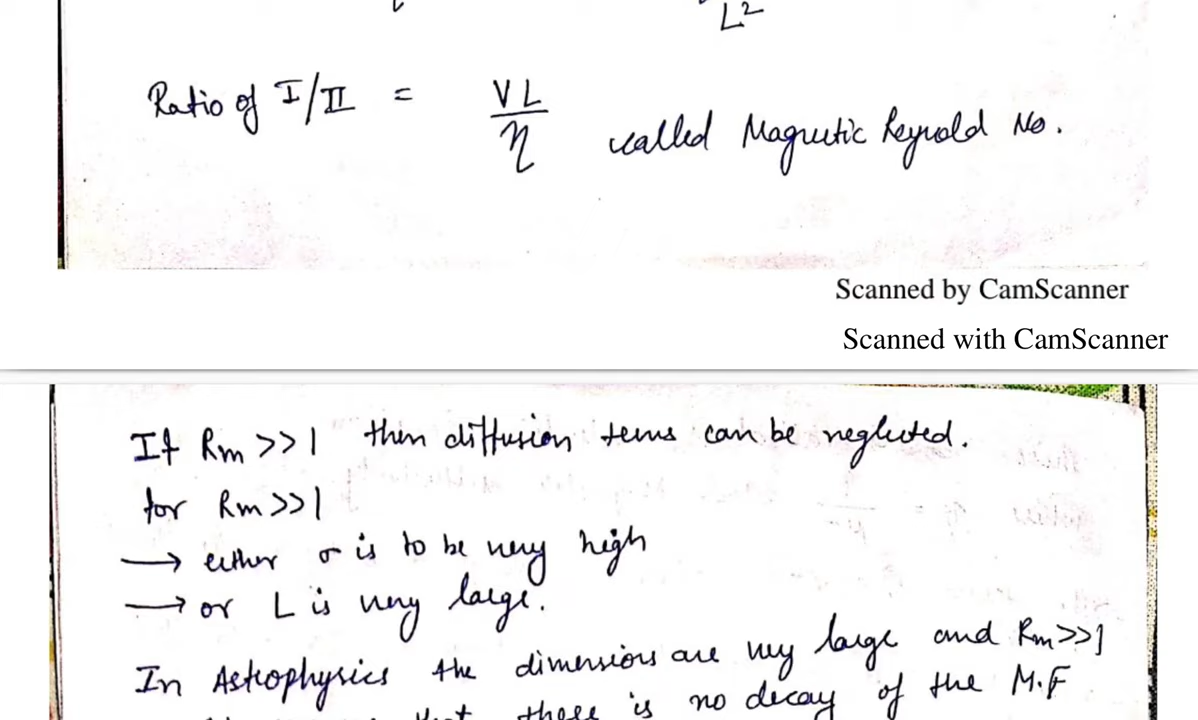 L²
Ratio of I/II = VL/η called Magnetic Reynold No.
Scanned by CamScanner
Scanned with CamScanner
If Rm >> 1 then diffusion tems can be neglected.
for Rm >> 1
→ either σ is to be very high
→ or L is very large.
In Astrophysics the dimensions are very large and Rm >> 1
there is no decay of the M.F